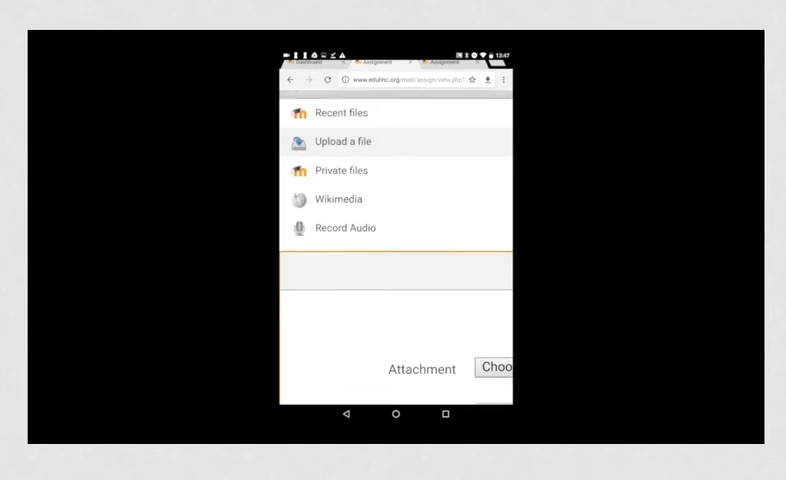 13:47
Dashboard Assignment Assignment
www.edulinc.org/mod/assign/view.php?
Recent files
Upload a file
Private files
Wikimedia
Record Audio
Attachment Choo